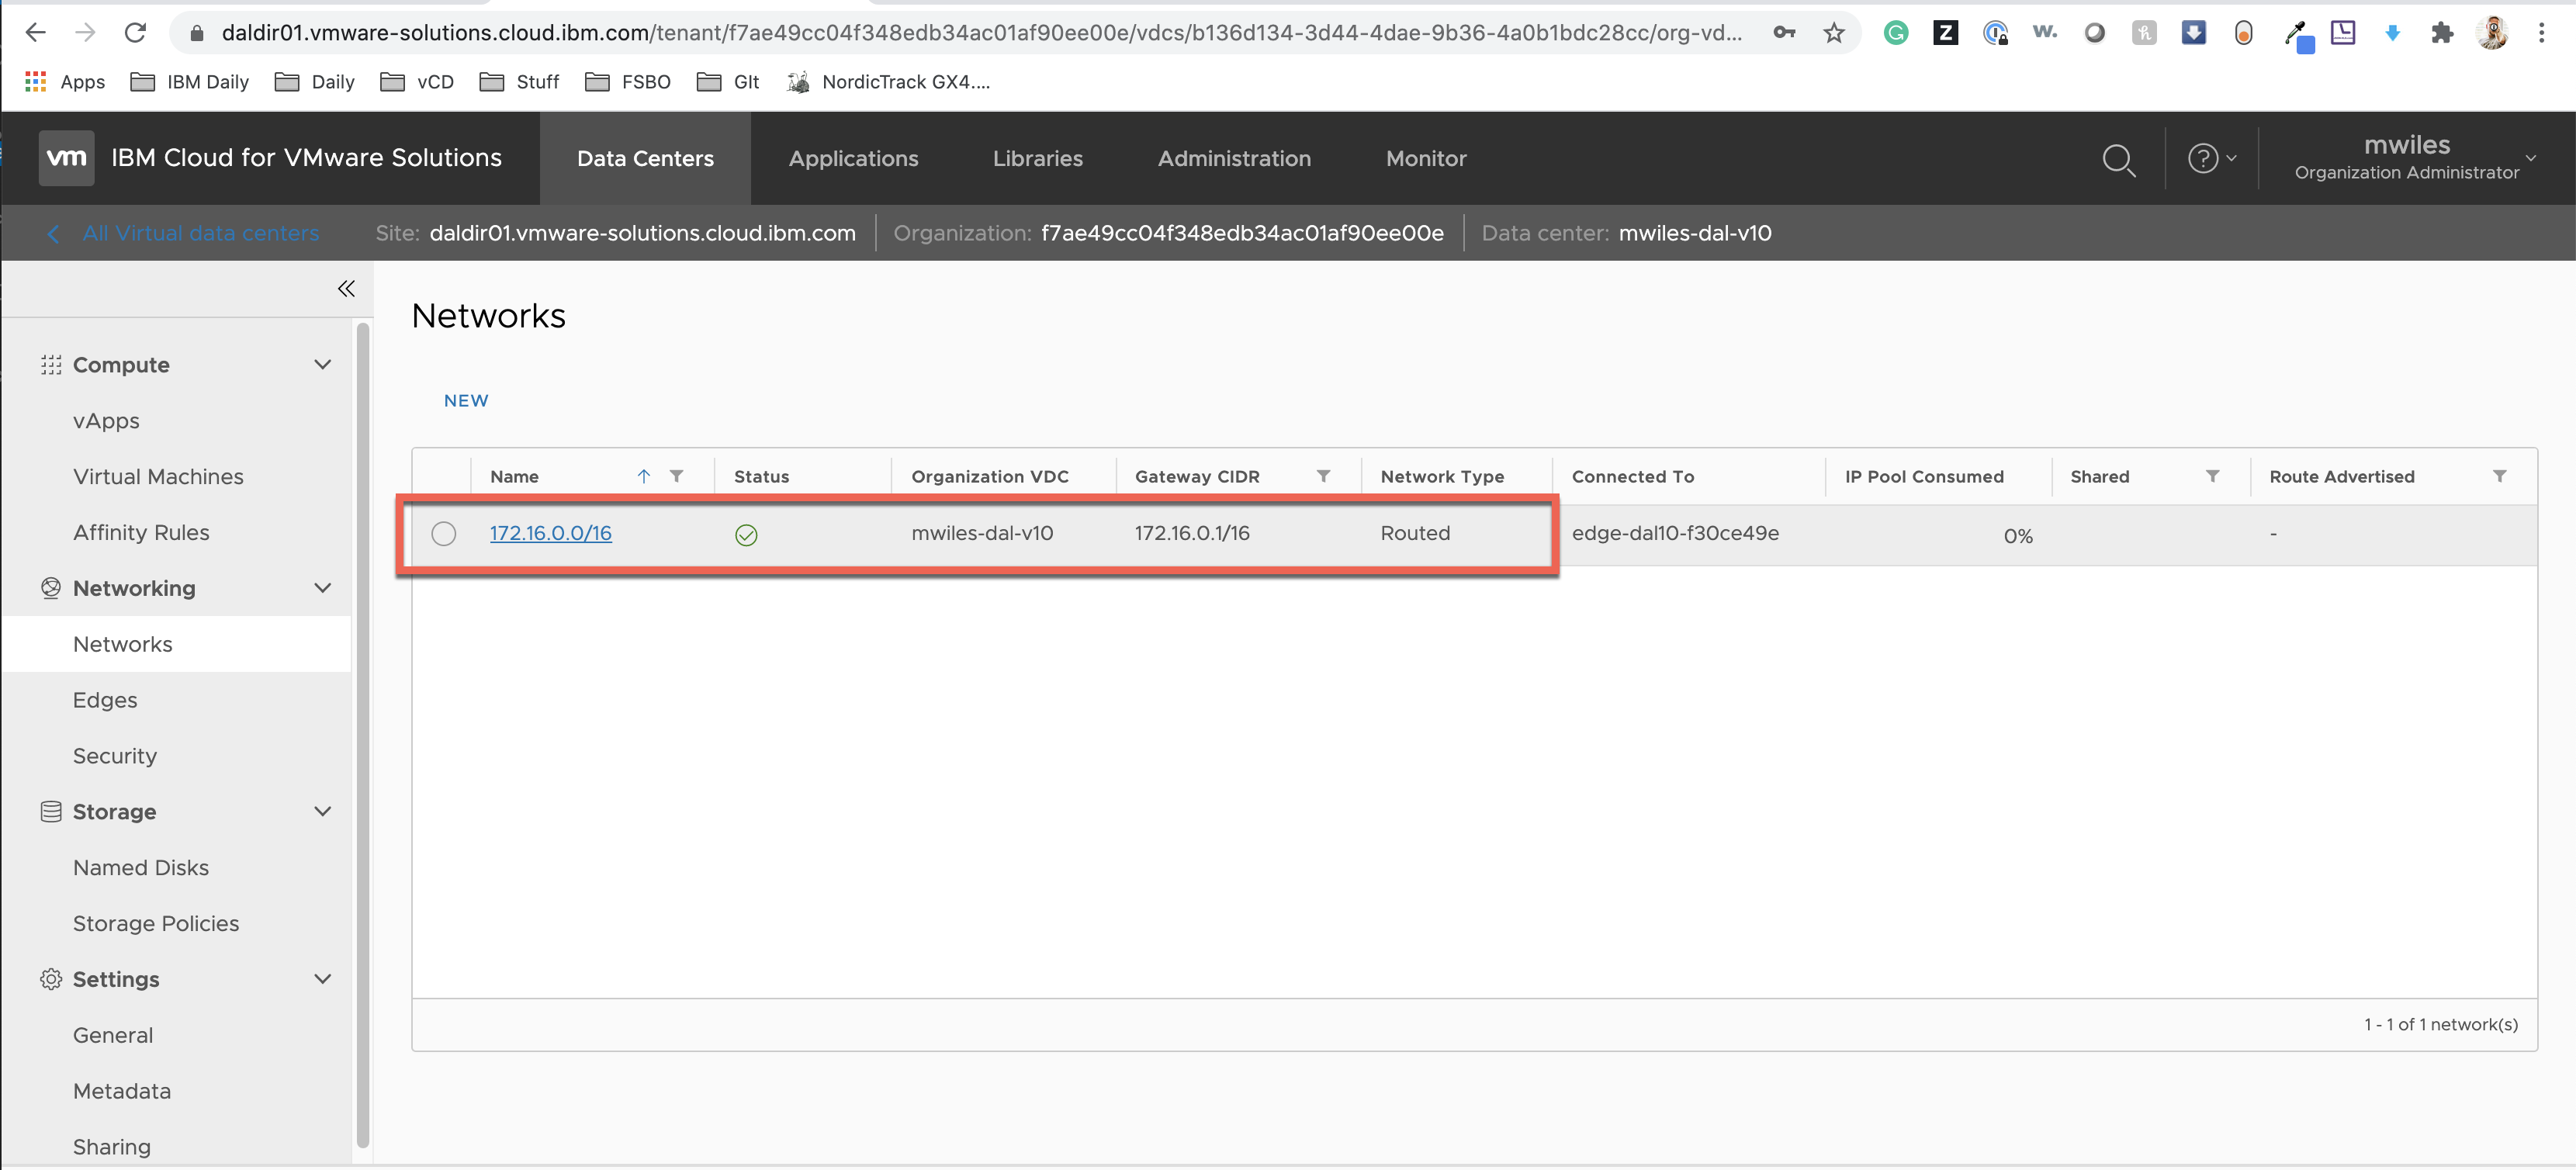 daldir01.vmware-solutions.cloud.ibm.com/tenant/f7ae49cc04f348edb34ac01af90ee00e/vdcs/b136d134-3d44-4dae-9b36-4a0b1bdc28cc/org-vd...
Apps IBM Daily Daily vCD Stuff FSBO GIt NordicTrack GX4....
vm IBM Cloud for VMware Solutions Data Centers Applications Libraries Administration Monitor mwiles
Organization Administrator
All Virtual data centers Site: daldir01.vmware-solutions.cloud.ibm.com Organization: f7ae49cc04f348edb34ac01af90ee00e Data center: mwiles-dal-v10
Networks
NEW
Compute
vApps
Virtual Machines
Affinity Rules
Networking
Networks
Edges
Security
Storage
Named Disks
Storage Policies
Settings
General
Metadata
Sharing
Name Status Organization VDC Gateway CIDR Network Type Connected To IP Pool Consumed Shared Route Advertised
172.16.0.0/16 mwiles-dal-v10 172.16.0.1/16 Routed edge-dal10-f30ce49e 0% -
1 - 1 of 1 network(s)